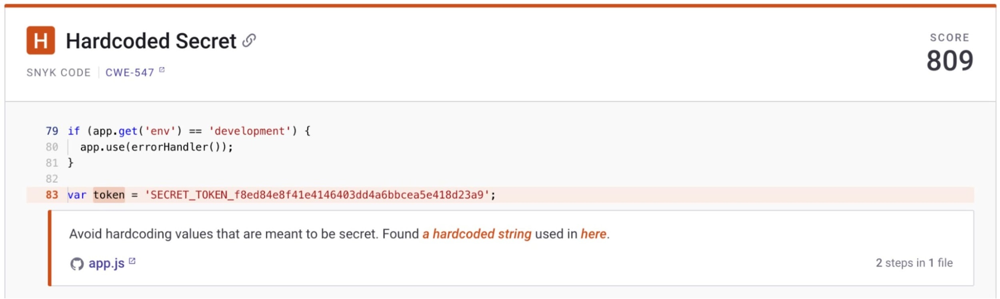 H Hardcoded Secret
SCORE
809
SNYK CODE | CWE-547
79 if (app.get('env') == 'development') {
80 app.use(errorHandler());
81 }
82
83 var token = 'SECRET_TOKEN_f8ed84e8f41e4146403dd4a6bbcea5e418d23a9';
Avoid hardcoding values that are meant to be secret. Found a hardcoded string used in here.
app.js
2 steps in 1 file